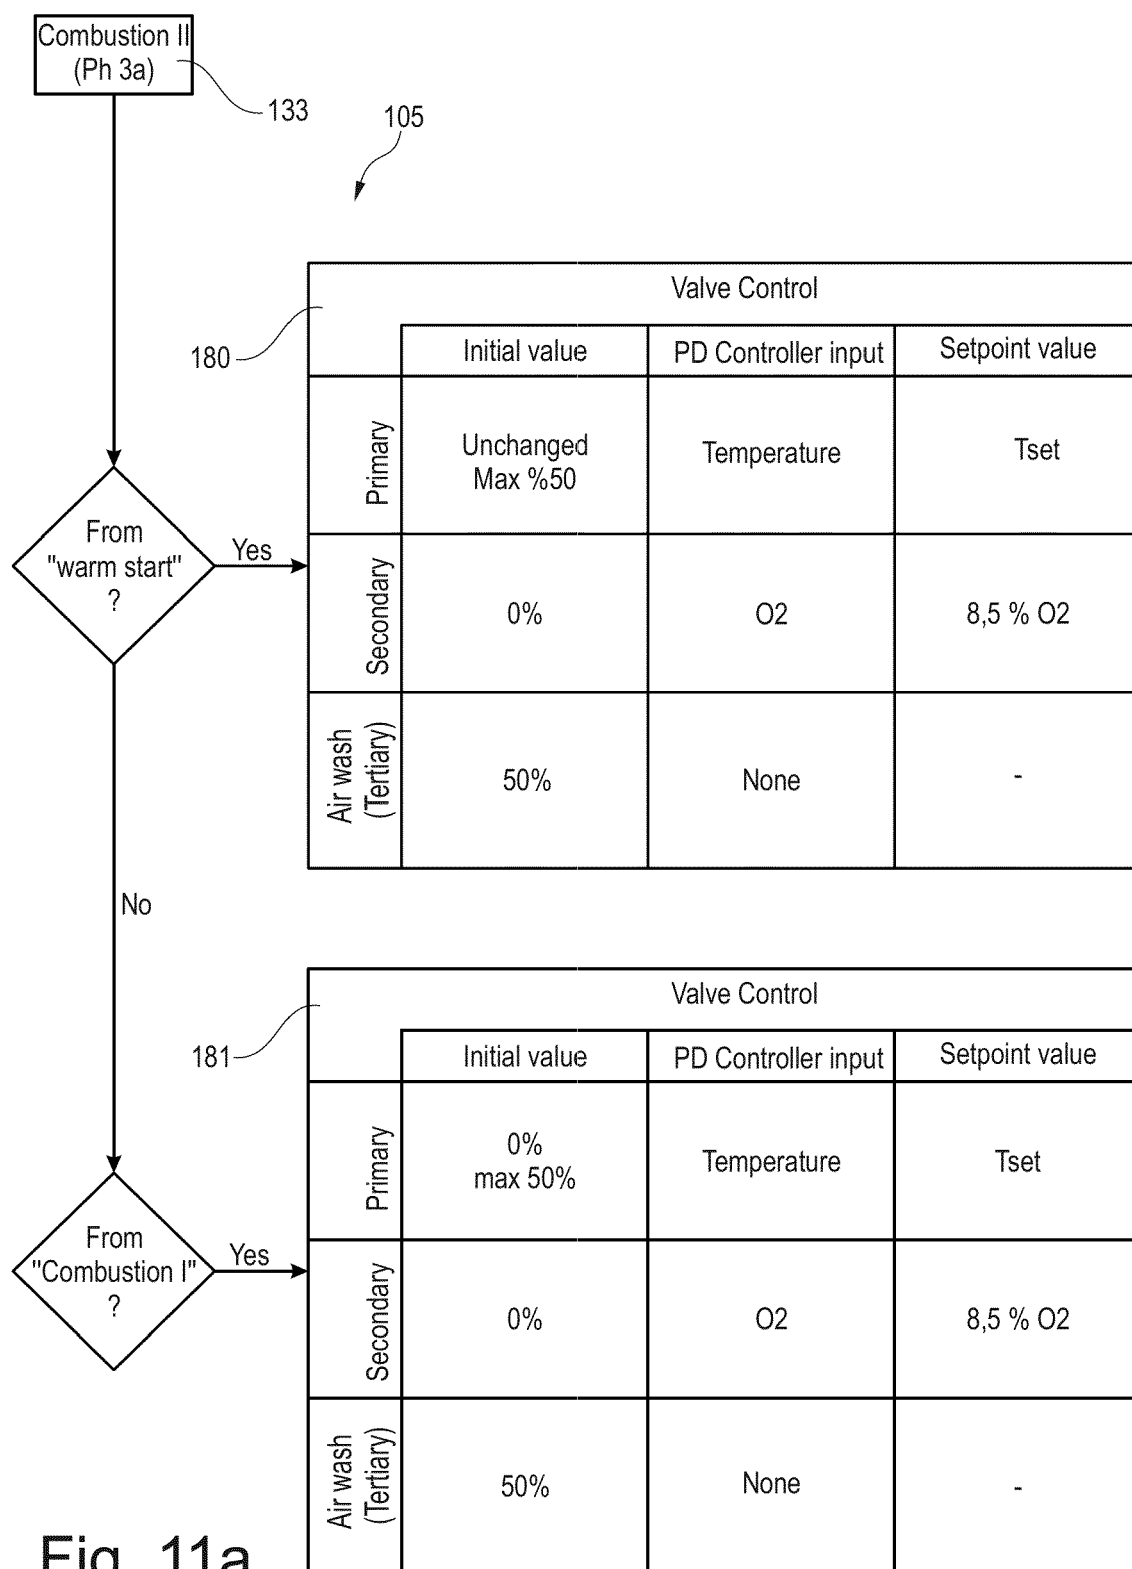 Combustion II
(Ph 3a)
133
105
Valve Control
180
Initial value
PD Controller input
Setpoint value
Primary
Unchanged
Max %50
Temperature
Tset
From
"warm start"
?
Yes
Secondary
0%
O2
8,5 % O2
Air wash
(Tertiary)
50%
None
-
No
Valve Control
181
Initial value
PD Controller input
Setpoint value
Primary
0%
max 50%
Temperature
Tset
From
"Combustion I"
?
Yes
Secondary
0%
O2
8,5 % O2
Air wash
(Tertiary)
50%
None
-
Fig. 11a